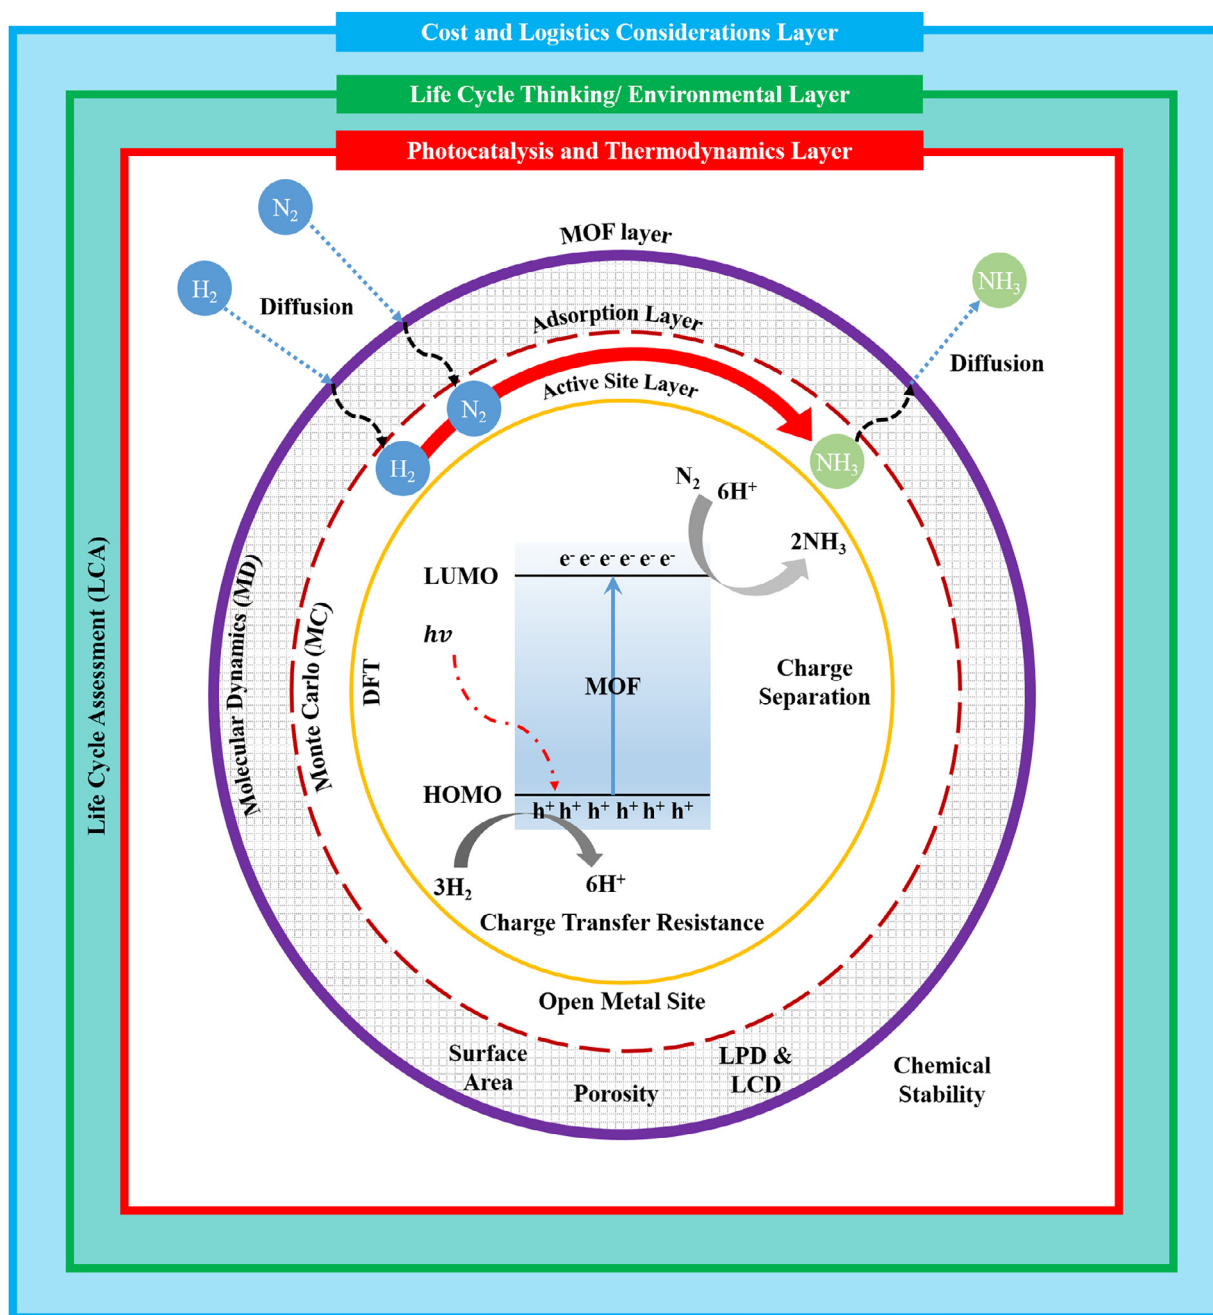 Cost and Logistics Considerations Layer
Life Cycle Thinking/ Environmental Layer
Photocatalysis and Thermodynamics Layer
N₂
MOF layer
H₂
NH₃
Diffusion
Adsorption Layer
Diffusion
Active Site Layer
N₂
H₂
NH₃
N₂
6H⁺
2NH₃
e⁻ e⁻ e⁻ e⁻ e⁻ e⁻
LUMO
hν
MOF
Charge
Separation
HOMO
h⁺ h⁺ h⁺ h⁺ h⁺ h⁺
3H₂
6H⁺
Charge Transfer Resistance
Life Cycle Assessment (LCA)
Molecular Dynamics (MD)
Monte Carlo (MC)
DFT
Open Metal Site
Surface
Area
Porosity
LPD &
LCD
Chemical
Stability